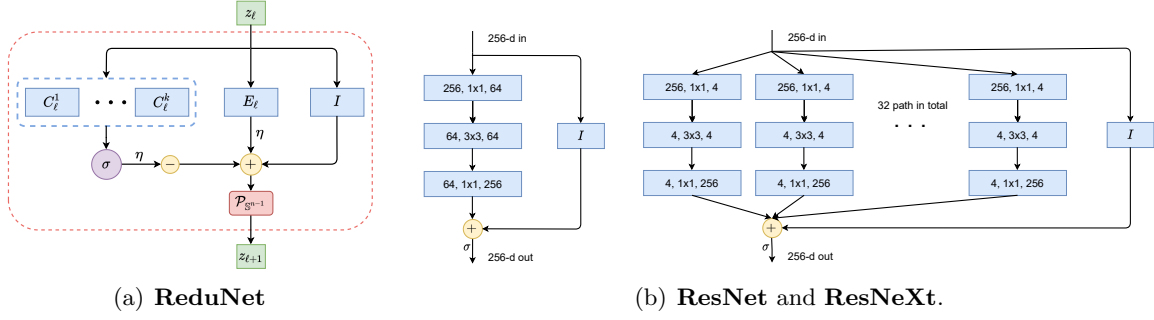 z_ℓ
C_ℓ^1 • • • C_ℓ^k
E_ℓ
I
η
σ
η
−
+
P_{S^{n−1}}
z_{ℓ+1}
(a) ReduNet
256-d in
256, 1x1, 64
64, 3x3, 64
I
64, 1x1, 256
+
σ
256-d out
256-d in
256, 1x1, 4
256, 1x1, 4
256, 1x1, 4
32 path in total
• • •
4, 3x3, 4
4, 3x3, 4
4, 3x3, 4
I
4, 1x1, 256
4, 1x1, 256
4, 1x1, 256
+
σ
256-d out
(b) ResNet and ResNeXt.